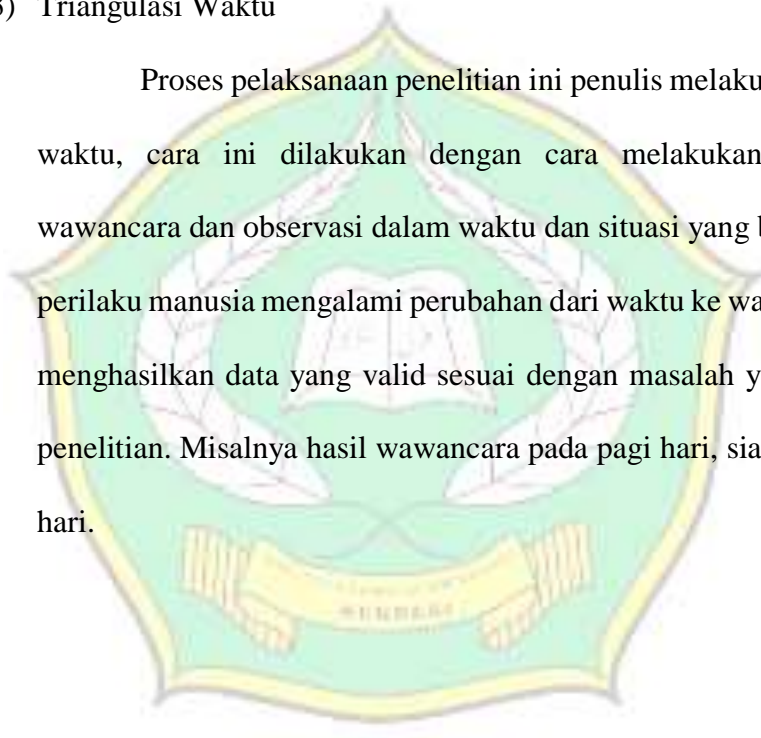 ) Triangulasi Waktu
Proses pelaksanaan penelitian ini penulis melaku
waktu, cara ini dilakukan dengan cara melakukan
wawancara dan observasi dalam waktu dan situasi yang b
perilaku manusia mengalami perubahan dari waktu ke wa
menghasilkan data yang valid sesuai dengan masalah y
penelitian. Misalnya hasil wawancara pada pagi hari, sia
hari.
KENDARI